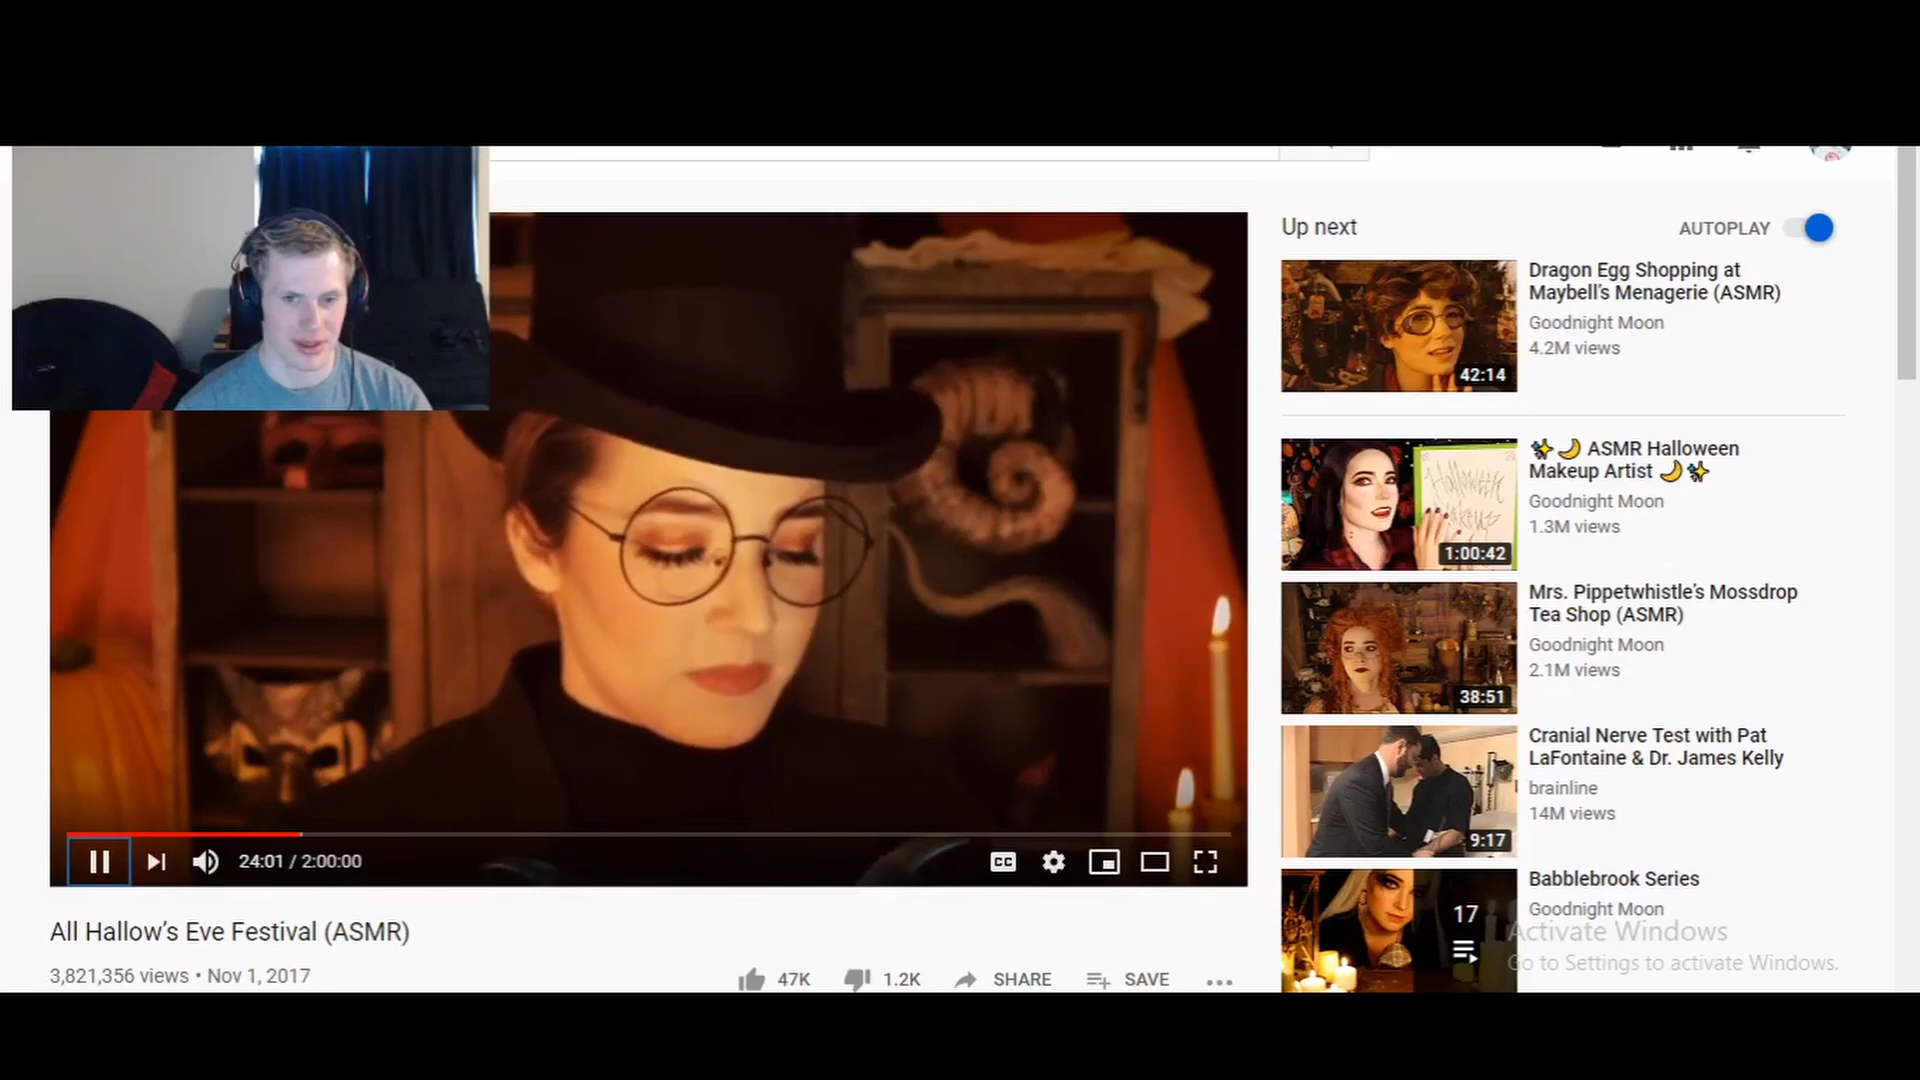 Up next
AUTOPLAY
Dragon Egg Shopping at
Maybell's Menagerie (ASMR)
Goodnight Moon
4.2M views
42:14
✨🌙 ASMR Halloween
Makeup Artist 🌙✨
Goodnight Moon
1.3M views
Halloween
Makeup
1:00:42
Mrs. Pippetwhistle's Mossdrop
Tea Shop (ASMR)
Goodnight Moon
2.1M views
38:51
Cranial Nerve Test with Pat
LaFontaine & Dr. James Kelly
brainline
14M views
9:17
Babblebrook Series
Goodnight Moon
17
Activate Windows
Go to Settings to activate Windows.
24:01 / 2:00:00
CC
All Hallow's Eve Festival (ASMR)
3,821,356 views • Nov 1, 2017
47K
1.2K
SHARE
SAVE